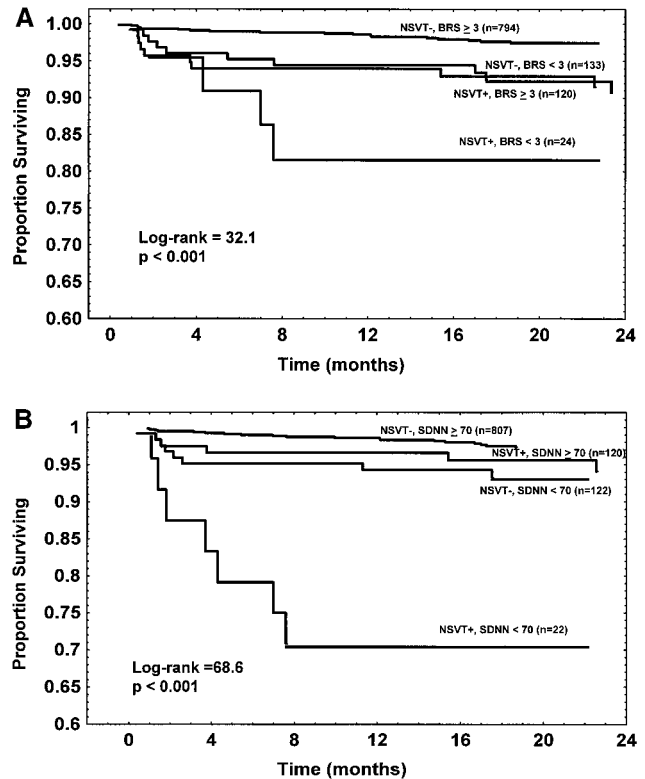 A
1.00
0.95
0.90
0.85
0.80
0.75
0.70
0.65
0.60
Proportion Surviving
NSVT-, BRS ≥ 3 (n=794)
NSVT-, BRS < 3 (n=133)
NSVT+, BRS ≥ 3 (n=120)
NSVT+, BRS < 3 (n=24)
Log-rank = 32.1
p < 0.001
0 4 8 12 16 20 24
Time (months)
B
1
0.95
0.9
0.85
0.8
0.75
0.7
0.65
0.6
Proportion Surviving
NSVT-, SDNN ≥ 70 (n=807)
NSVT+, SDNN ≥ 70 (n=120)
NSVT-, SDNN < 70 (n=122)
NSVT+, SDNN < 70 (n=22)
Log-rank =68.6
p < 0.001
0 4 8 12 16 20 24
Time (months)